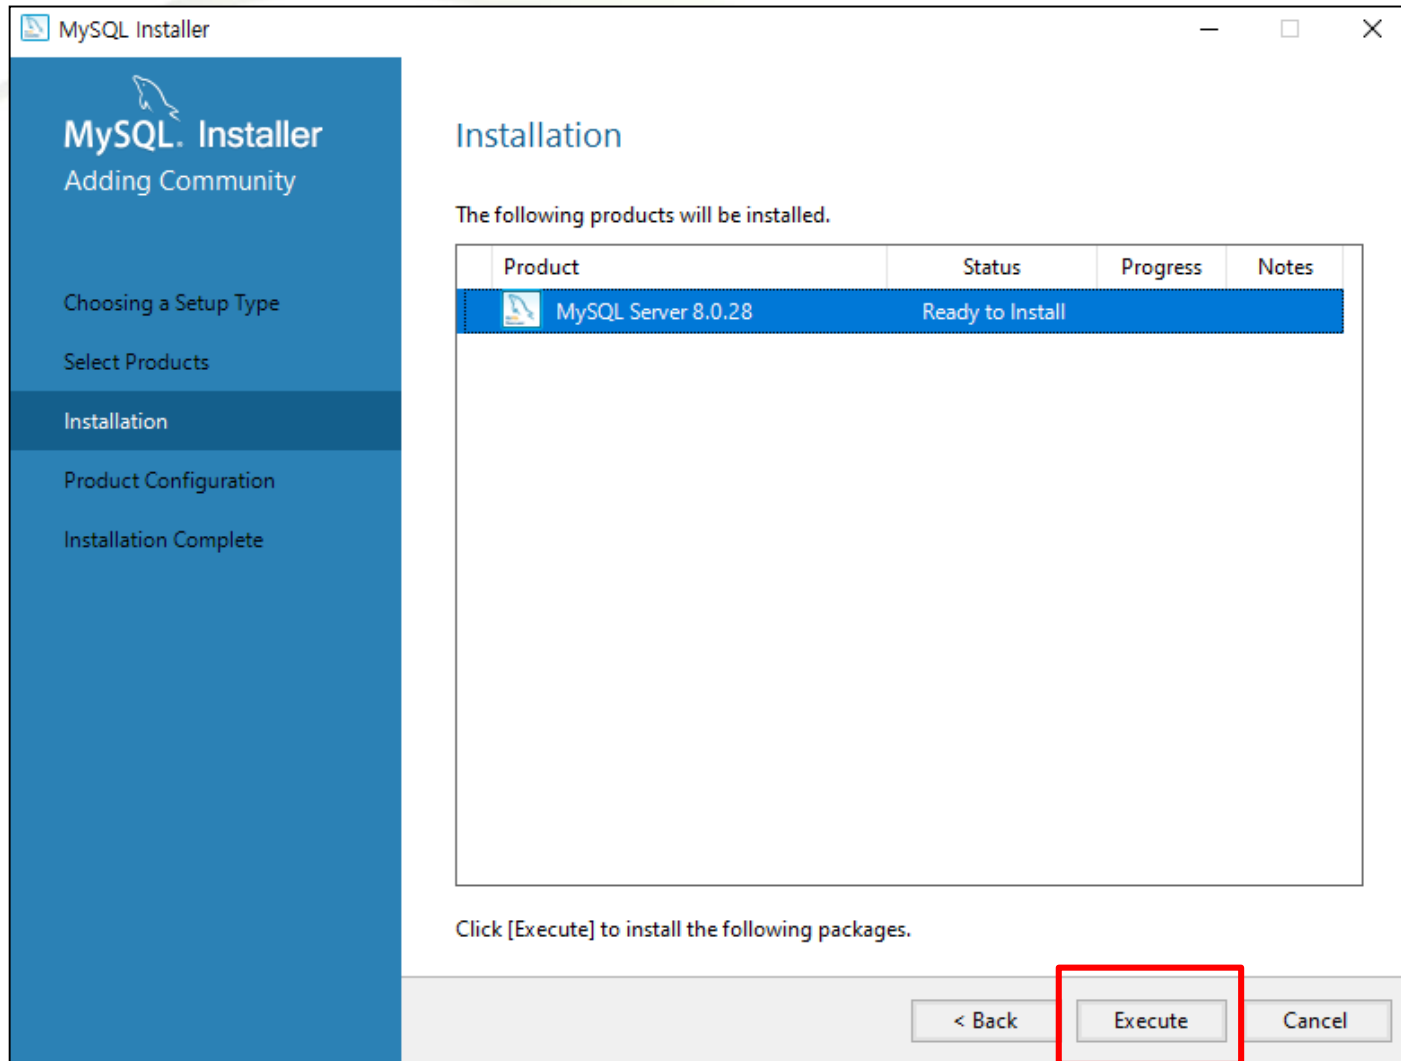 MySQL Installer
MySQL. Installer
Adding Community
Choosing a Setup Type
Select Products
Installation
Product Configuration
Installation Complete
Installation
The following products will be installed.
Product Status Progress Notes
MySQL Server 8.0.28 Ready to Install
Click [Execute] to install the following packages.
< Back Execute Cancel